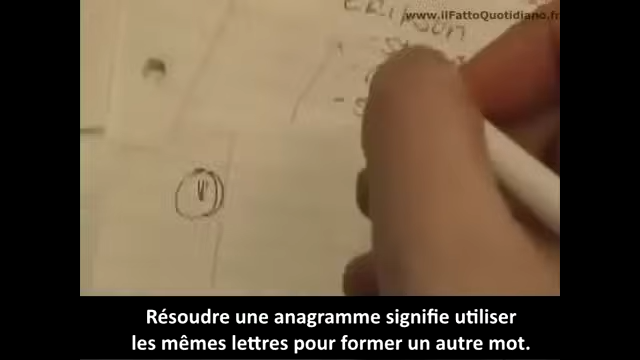 www.ilFattoQuotidiano.fr
Résoudre une anagramme signifie utiliser
les mêmes lettres pour former un autre mot.